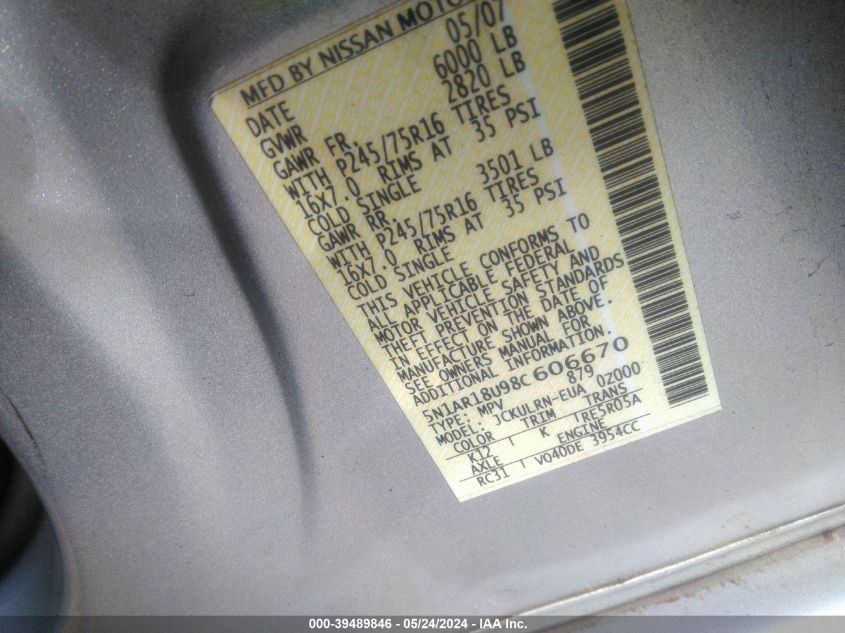 MFD BY NISSAN MOTOR
DATE 05/07
GVWR 6000 LB
GAWR FR. 2820 LB
WITH P245/75R16 TIRES
16X7.0 RIMS AT 35 PSI
COLD SINGLE
GAWR RR. 3501 LB
WITH P245/75R16 TIRES
16X7.0 RIMS AT 35 PSI
COLD SINGLE
THIS VEHICLE CONFORMS TO
ALL APPLICABLE FEDERAL
MOTOR VEHICLE SAFETY AND
THEFT PREVENTION STANDARDS
IN EFFECT ON THE DATE OF
MANUFACTURE SHOWN ABOVE.
SEE OWNERS MANUAL FOR
ADDITIONAL INFORMATION.
5N1AR18U98C606670
TYPE: MPV 879
MODEL: JCKULRN-EUA 0Z000
COLOR TRIM TRANS
K12 K 1RE5R05A
AXLE ENGINE
RC31 VO40DE 3954CC
000-39489846 - 05/24/2024 - IAA Inc.